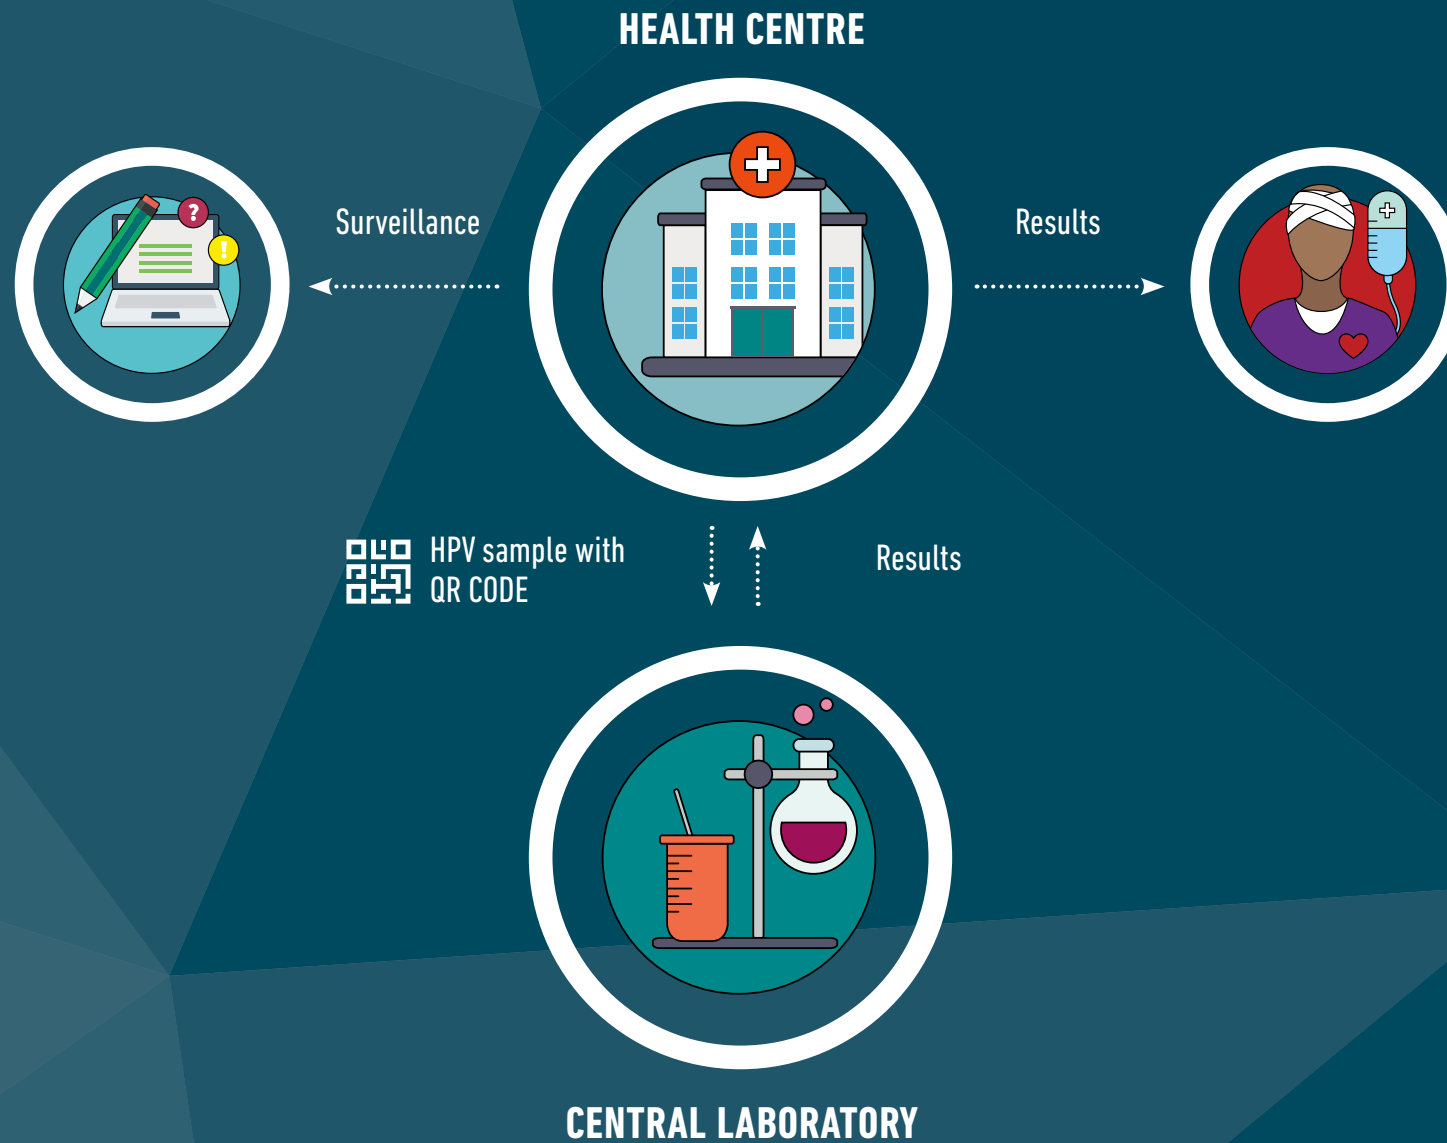 HEALTH CENTRE
Surveillance
Results
?
!
HPV sample with
QR CODE
Results
CENTRAL LABORATORY